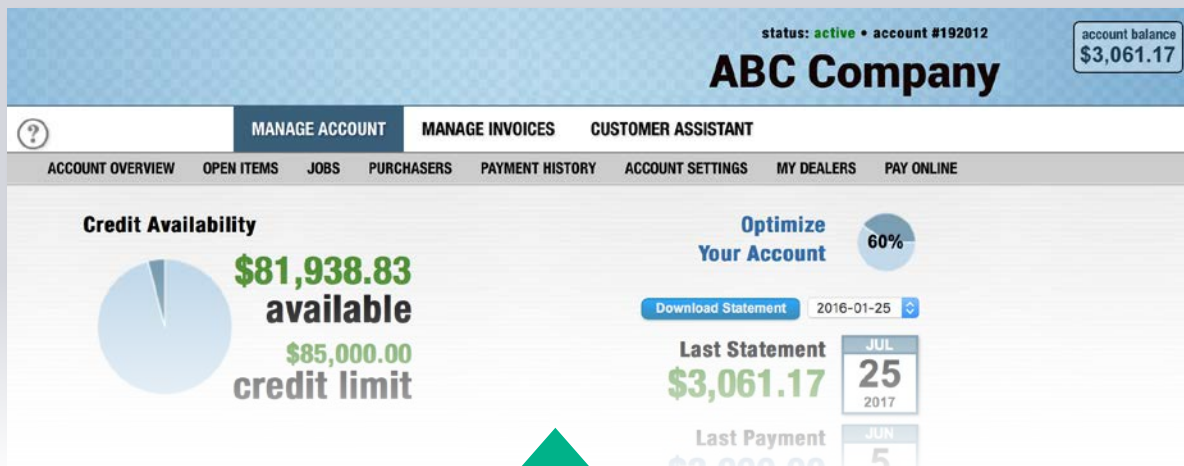 status: active • account #192012
ABC Company
account balance
$3,061.17
?
MANAGE ACCOUNT MANAGE INVOICES CUSTOMER ASSISTANT
ACCOUNT OVERVIEW OPEN ITEMS JOBS PURCHASERS PAYMENT HISTORY ACCOUNT SETTINGS MY DEALERS PAY ONLINE
Credit Availability
$81,938.83
available
$85,000.00
credit limit
Optimize
Your Account
60%
Download Statement 2016-01-25
Last Statement
$3,061.17
JUL
25
2017
Last Payment
JUN
5